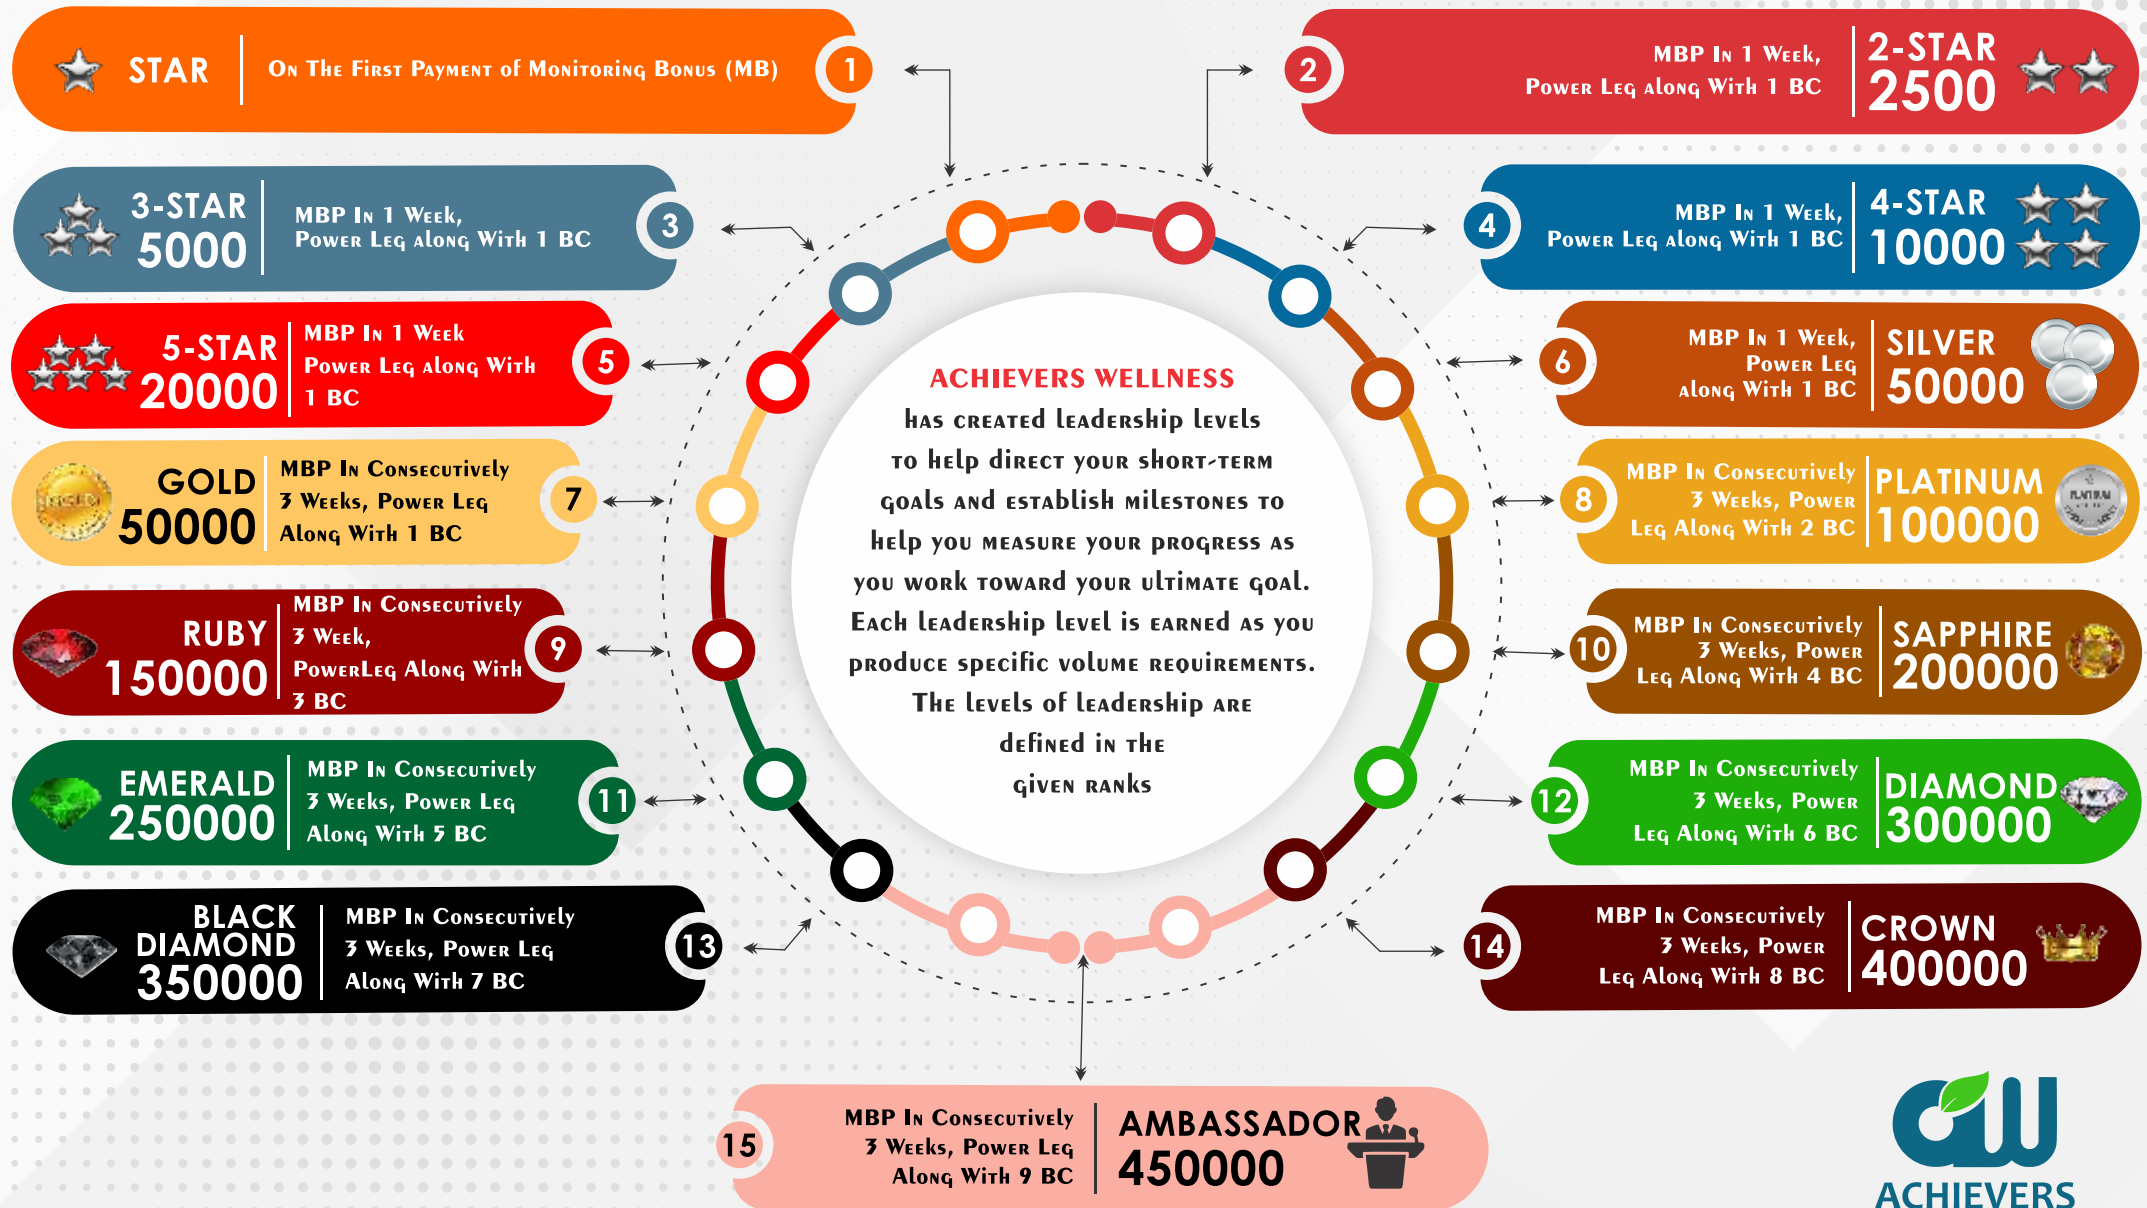 STAR
On The First Payment of Monitoring Bonus (MB)
1
2
MBP In 1 Week,
Power Leg along With 1 BC
2-STAR
2500
3-STAR
5000
MBP In 1 Week,
Power Leg along With 1 BC
3
4
MBP In 1 Week,
Power Leg along With 1 BC
4-STAR
10000
5-STAR
20000
MBP In 1 Week
Power Leg along With
1 BC
5
6
MBP In 1 Week,
Power Leg
along With 1 BC
SILVER
50000
GOLD
GOLD
50000
MBP In Consecutively
3 Weeks, Power Leg
Along With 1 BC
7
8
MBP In Consecutively
3 Weeks, Power
Leg Along With 2 BC
PLATINUM
100000
PLATINUM
RUBY
150000
MBP In Consecutively
3 Week,
PowerLeg Along With
3 BC
9
10
MBP In Consecutively
3 Weeks, Power
Leg Along With 4 BC
SAPPHIRE
200000
EMERALD
250000
MBP In Consecutively
3 Weeks, Power Leg
Along With 5 BC
11
12
MBP In Consecutively
3 Weeks, Power
Leg Along With 6 BC
DIAMOND
300000
BLACK
DIAMOND
350000
MBP In Consecutively
3 Weeks, Power Leg
Along With 7 BC
13
14
MBP In Consecutively
3 Weeks, Power
Leg Along With 8 BC
CROWN
400000
ACHIEVERS WELLNESS
has created leadership levels
to help direct your short-term
goals and establish milestones to
help you measure your progress as
you work toward your ultimate goal.
Each leadership level is earned as you
produce specific volume requirements.
The levels of leadership are
defined in the
given ranks
15
MBP In Consecutively
3 Weeks, Power Leg
Along With 9 BC
AMBASSADOR
450000
aw
ACHIEVERS